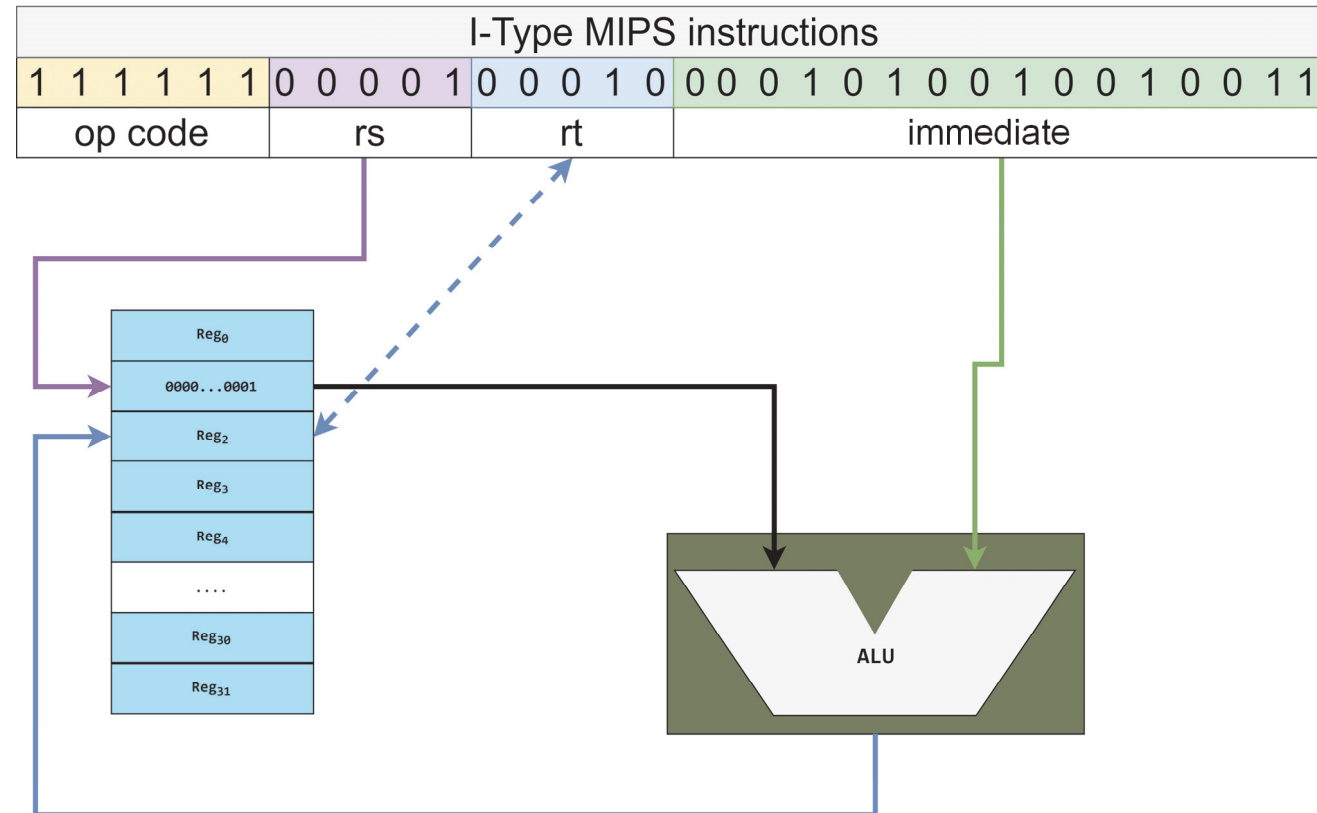 I-Type MIPS instructions
1 1 1 1 1 1 0 0 0 0 1 0 0 0 1 0 0 0 0 1 0 1 0 0 1 0 0 1 0 0 1 1
op code rs rt immediate
Reg₀
0000...0001
Reg₂
Reg₃
Reg₄
....
Reg₃₀
Reg₃₁
ALU